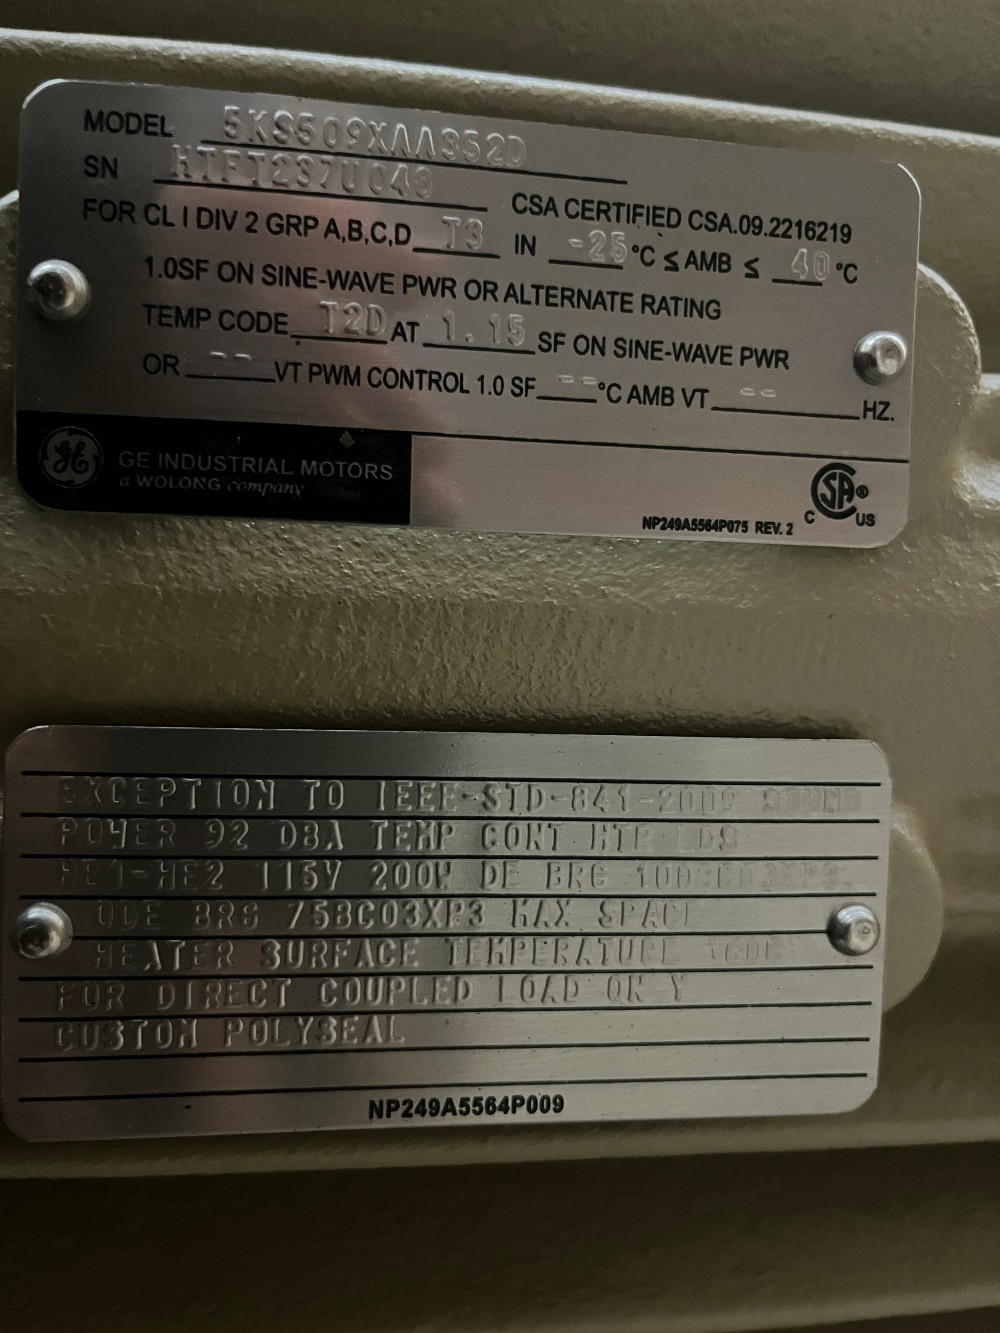 MODEL 5KS509XAA352D
SN HTFT237U043
CSA CERTIFIED CSA.09.2216219
FOR CL I DIV 2 GRP A,B,C,D T3 IN -25 °C ≤ AMB ≤ 40 °C
1.0SF ON SINE-WAVE PWR OR ALTERNATE RATING
TEMP CODE T2D AT 1.15 SF ON SINE-WAVE PWR
OR -- VT PWM CONTROL 1.0 SF -- °C AMB VT -- HZ.
GE
GE INDUSTRIAL MOTORS
a WOLONG company
NP249A5564P075 REV. 2
C SA ® US
EXCEPTION TO IEEE-STD-841-2009 SOUND
POWER 92 DBA TEMP CONT HTR LDS
HE1-HE2 115V 200W DE BRG
ODE BRG 75BC03XP3 MAX SPACE
HEATER SURFACE TEMPERATURE
FOR DIRECT COUPLED LOAD ONLY
CUSTOM POLYSEAL
NP249A5564P009